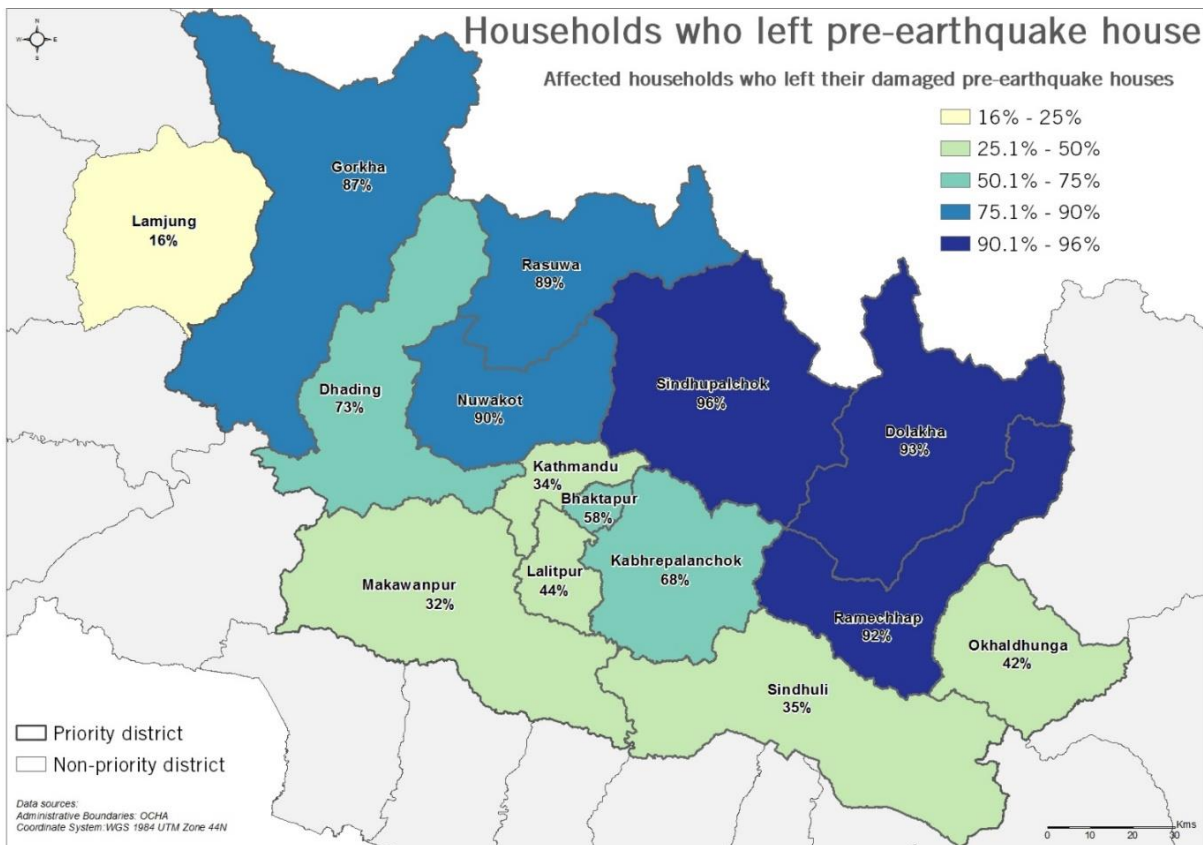 N
W
E
S
Households who left pre-earthquake house
Affected households who left their damaged pre-earthquake houses
16% - 25%
25.1% - 50%
50.1% - 75%
75.1% - 90%
90.1% - 96%
Gorkha
87%
Lamjung
16%
Rasuwa
89%
Dhading
73%
Nuwakot
90%
Sindhupalchok
96%
Dolakha
93%
Kathmandu
34%
Bhaktapur
58%
Kabhrepalanchok
68%
Lalitpur
44%
Makawanpur
32%
Ramechhap
92%
Okhaldhunga
42%
Sindhuli
35%
Priority district
Non-priority district
Data sources:
Administrative Boundaries: OCHA
Coordinate System:WGS 1984 UTM Zone 44N
Kms
0 10 20 30